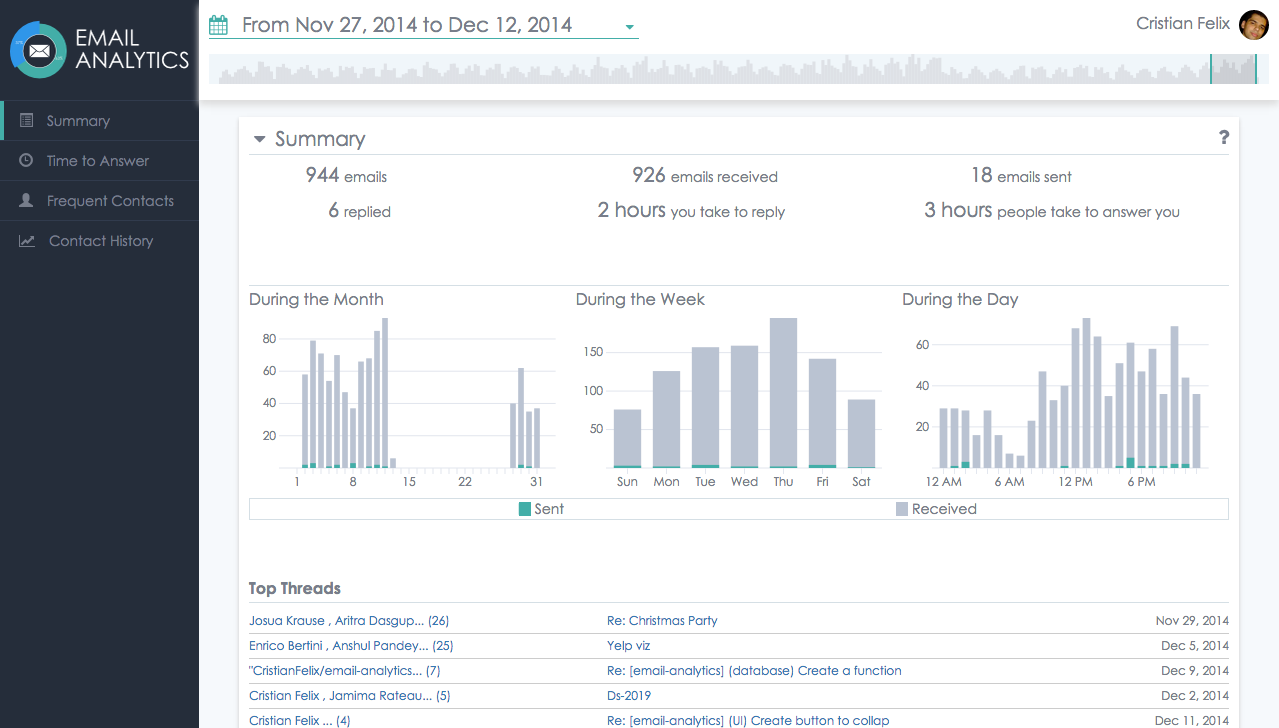 EMAIL
ANALYTICS
From Nov 27, 2014 to Dec 12, 2014
Cristian Felix
Summary
Time to Answer
Frequent Contacts
Contact History
Summary
?
944 emails 926 emails received 18 emails sent
6 replied 2 hours you take to reply 3 hours people take to answer you
During the Month
80
60
40
20
1 8 15 22 31
During the Week
150
100
50
Sun Mon Tue Wed Thu Fri Sat
During the Day
60
40
20
12 AM 6 AM 12 PM 6 PM
Sent Received
Top Threads
Josua Krause , Aritra Dasgup... (26) Re: Christmas Party Nov 29, 2014
Enrico Bertini , Anshul Pandey... (25) Yelp viz Dec 5, 2014
"CristianFelix/email-analytics... (7) Re: [email-analytics] (database) Create a function Dec 9, 2014
Cristian Felix , Jamima Rateau... (5) Ds-2019 Dec 2, 2014
Cristian Felix ... (4) Re: [email-analytics] (UI) Create button to collap Dec 11, 2014